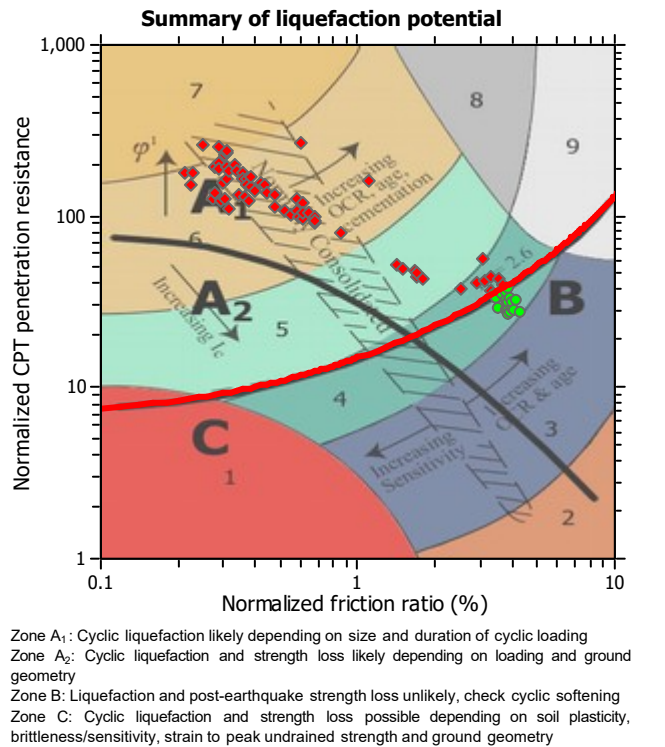 Summary of liquefaction potential
1,000
100
10
1
Normalized CPT penetration resistance
7
8
9
φ'
Increasing
OCR, age,
cementation
A1
6
Normally
Consolidated
A2
Increasing Ic
5
2.6
B
4
Increasing
OCR & age
3
Increasing
Sensitivity
C
1
2
0.1
1
10
Normalized friction ratio (%)
Zone A1: Cyclic liquefaction likely depending on size and duration of cyclic loading
Zone A2: Cyclic liquefaction and strength loss likely depending on loading and ground
geometry
Zone B: Liquefaction and post-earthquake strength loss unlikely, check cyclic softening
Zone C: Cyclic liquefaction and strength loss possible depending on soil plasticity,
brittleness/sensitivity, strain to peak undrained strength and ground geometry